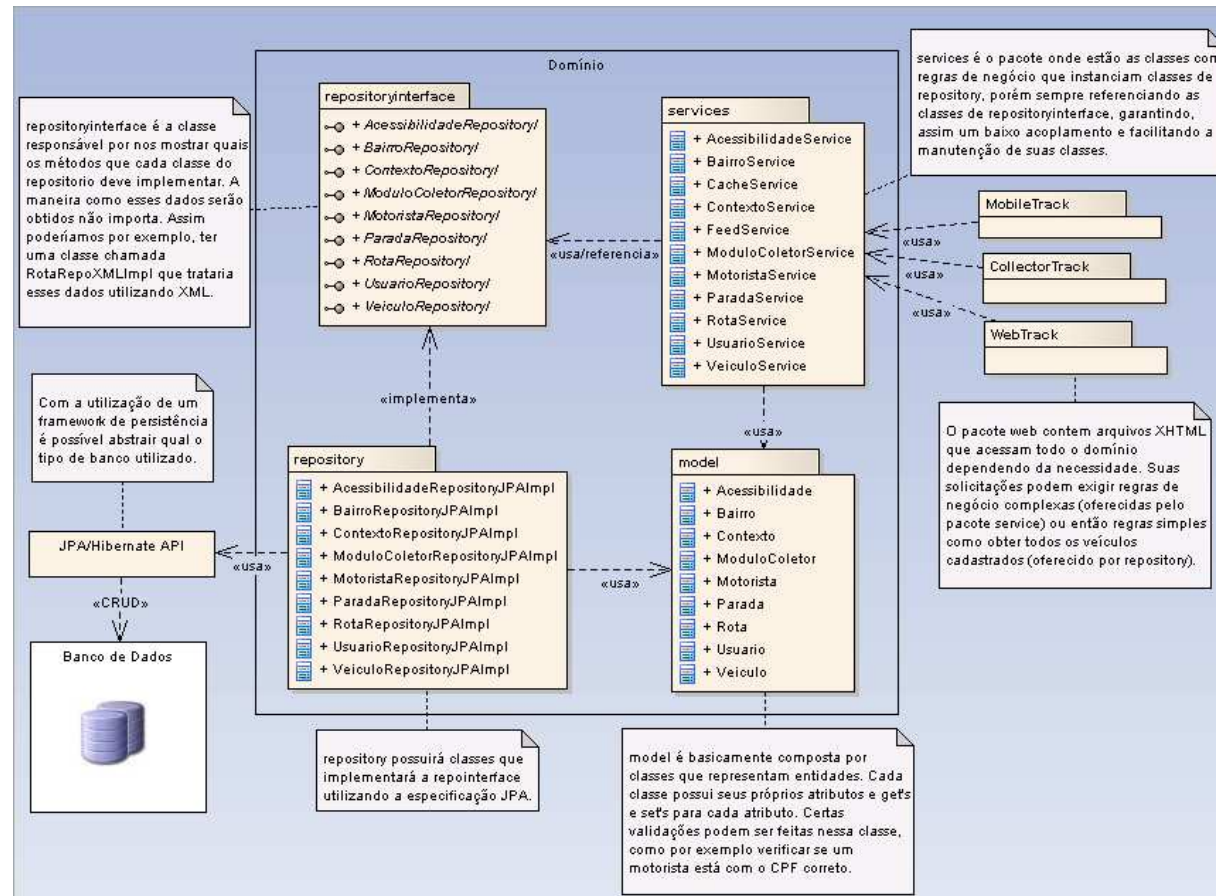 Domínio
repositoryinterface é a classe
responsável por nos mostrar quais
os métodos que cada classe do
repositorio deve implementar. A
maneira como esses dados serão
obtidos não importa. Assim
poderíamos por exemplo, ter
uma classe chamada
RotaRepoXMLImpl que trataria
esses dados utilizando XML.
repositoryinterface
+ AcessibilidadeRepositoryI
+ BairroRepositoryI
+ ContextoRepositoryI
+ ModuloColetorRepositoryI
+ MotoristaRepositoryI
+ ParadaRepositoryI
+ RotaRepositoryI
+ UsuarioRepositoryI
+ VeiculoRepositoryI
«usa/referencia»
services
+ AcessibilidadeService
+ BairroService
+ CacheService
+ ContextoService
+ FeedService
+ ModuloColetorService
+ MotoristaService
+ ParadaService
+ RotaService
+ UsuarioService
+ VeiculoService
services é o pacote onde estão as classes com
regras de negócio que instanciam classes de
repository, porém sempre referenciando as
classes de repositoryinterface, garantindo,
assim um baixo acoplamento e facilitando a
manutenção de suas classes.
MobileTrack
«usa»
CollectorTrack
«usa»
WebTrack
«usa»
O pacote web contem arquivos XHTML
que acessam todo o domínio
dependendo da necessidade. Suas
solicitações podem exigir regras de
negócio complexas (oferecidas pelo
pacote service) ou então regras simples
como obter todos os veículos
cadastrados (oferecido por repository).
«implementa»
«usa»
Com a utilização de um
framework de persistência
é possível abstrair qual o
tipo de banco utilizado.
JPA/Hibernate API
«usa»
«CRUD»
Banco de Dados
repository
+ AcessibilidadeRepositoryJPAImpl
+ BairroRepositoryJPAImpl
+ ContextoRepositoryJPAImpl
+ ModuloColetorRepositoryJPAImpl
+ MotoristaRepositoryJPAImpl
+ ParadaRepositoryJPAImpl
+ RotaRepositoryJPAImpl
+ UsuarioRepositoryJPAImpl
+ VeiculoRepositoryJPAImpl
«usa»
model
+ Acessibilidade
+ Bairro
+ Contexto
+ ModuloColetor
+ Motorista
+ Parada
+ Rota
+ Usuario
+ Veiculo
repository possuirá classes que
implementará a repointerface
utilizando a especificação JPA.
model é basicamente composta por
classes que representam entidades. Cada
classe possui seus próprios atributos e get's
e set's para cada atributo. Certas
validações podem ser feitas nessa classe,
como por exemplo verificar se um
motorista está com o CPF correto.